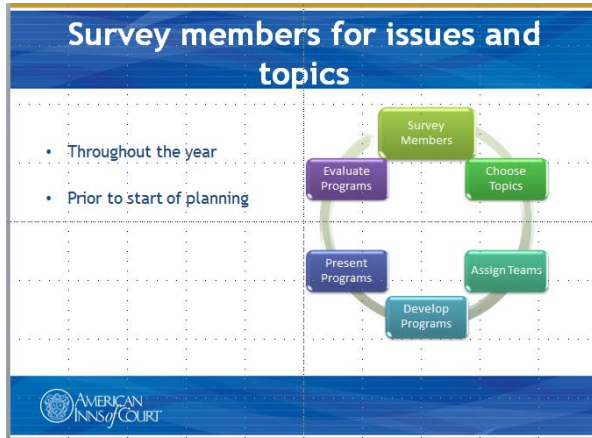 Survey members for issues and
topics
• Throughout the year
• Prior to start of planning
Survey
Members
Choose
Topics
Assign Teams
Develop
Programs
Present
Programs
Evaluate
Programs
AMERICAN
INNS of COURT